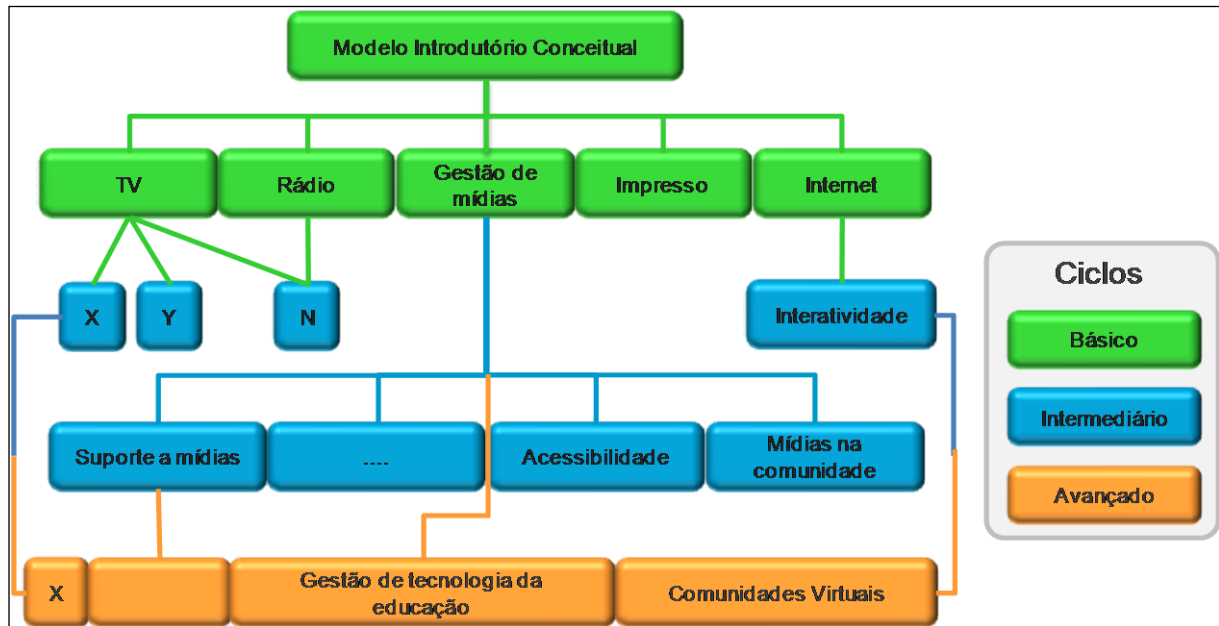 Modelo Introdutório Conceitual
TV
Rádio
Gestão de
mídias
Impresso
Internet
X
Y
N
Interatividade
Suporte a mídias
....
Acessibilidade
Mídias na
comunidade
X
Gestão de tecnologia da
educação
Comunidades Virtuais
Ciclos
Básico
Intermediário
Avançado